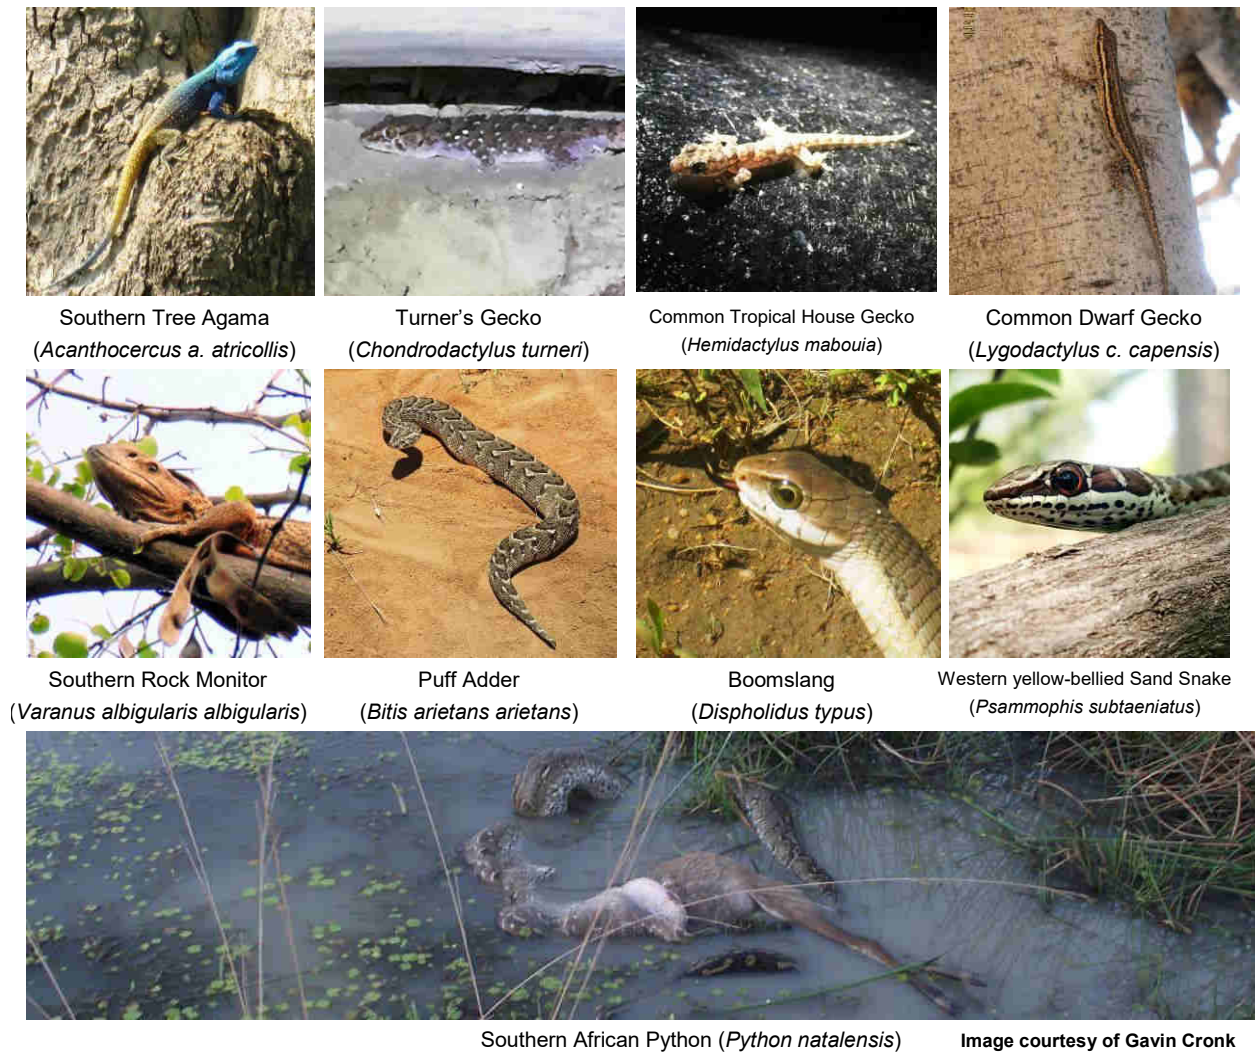 Southern Tree Agama
(Acanthocercus a. atricollis)
Turner's Gecko
(Chondrodactylus turneri)
Common Tropical House Gecko
(Hemidactylus mabouia)
Common Dwarf Gecko
(Lygodactylus c. capensis)
Southern Rock Monitor
(Varanus albigularis albigularis)
Puff Adder
(Bitis arietans arietans)
Boomslang
(Dispholidus typus)
Western yellow-bellied Sand Snake
(Psammophis subtaeniatus)
Southern African Python (Python natalensis)
Image courtesy of Gavin Cronk